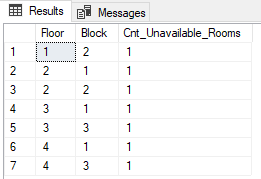 Results Messages
Floor Block Cnt_Unavailable_Rooms
1 1 2 1
2 2 1 1
3 2 2 1
4 3 1 1
5 3 3 1
6 4 1 1
7 4 3 1